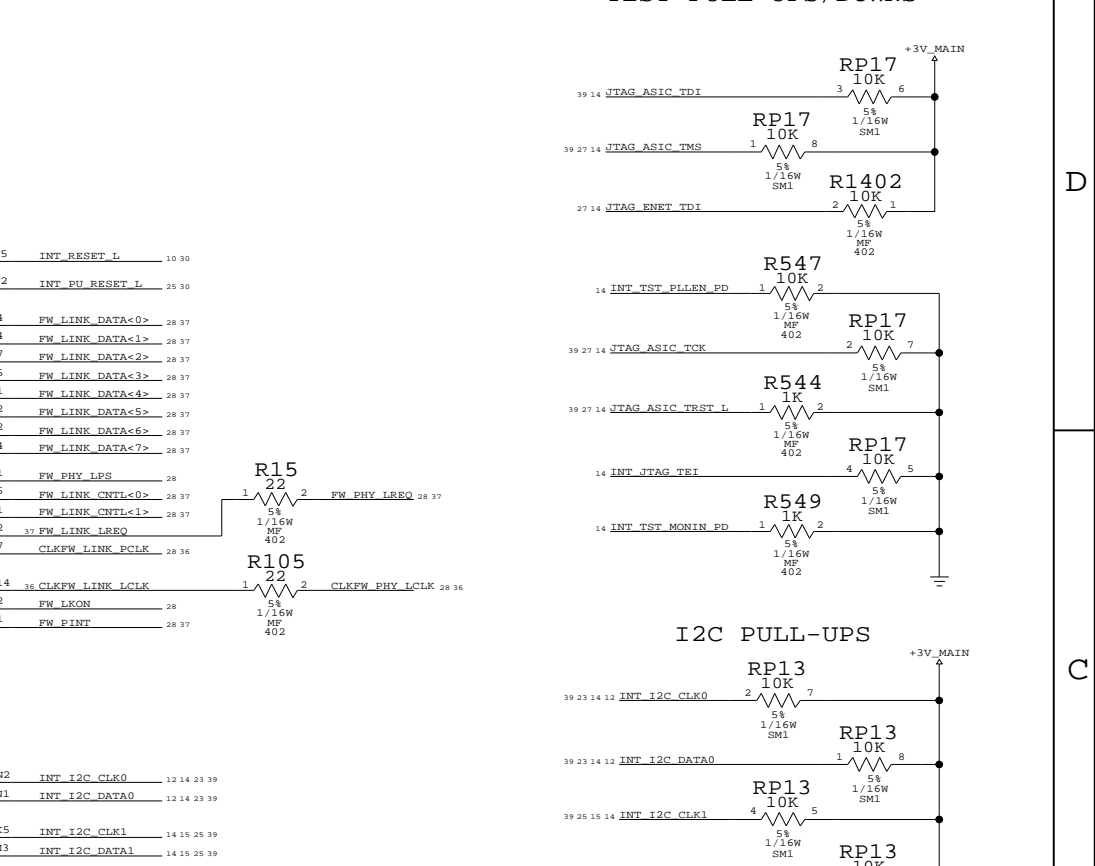 +3V_MAIN
RP17
10K
39 14 JTAG_ASIC_TDI 3 6
5%
1/16W
SM1
RP17
10K
39 27 14 JTAG_ASIC_TMS 1 8
5%
1/16W
SM1
D
R1402
10K
27 14 JTAG_ENET_TDI 2 1
5%
1/16W
MF
402
R547
10K
14 INT_TST_PLLEN_PD 1 2
5%
1/16W
MF
402
RP17
10K
39 27 14 JTAG_ASIC_TCK 2 7
5%
1/16W
SM1
R544
1K
39 27 14 JTAG_ASIC_TRST_L 1 2
5%
1/16W
MF
402
RP17
10K
14 INT_JTAG_TEI 4 5
5%
1/16W
SM1
R549
1K
14 INT_TST_MONIN_PD 1 2
5%
1/16W
MF
402
INT_RESET_L 10 30
INT_PU_RESET_L 25 30
FW_LINK_DATA<0> 28 37
FW_LINK_DATA<1> 28 37
FW_LINK_DATA<2> 28 37
FW_LINK_DATA<3> 28 37
FW_LINK_DATA<4> 28 37
FW_LINK_DATA<5> 28 37
FW_LINK_DATA<6> 28 37
FW_LINK_DATA<7> 28 37
FW_PHY_LPS 28
FW_LINK_CNTL<0> 28 37
FW_LINK_CNTL<1> 28 37
37 FW_LINK_LREQ
CLKFW_LINK_PCLK 28 36
R15
22
1 2 FW_PHY_LREQ 28 37
5%
1/16W
MF
402
R105
22
36 CLKFW_LINK_LCLK 1 2 CLKFW_PHY_LCLK 28 36
5%
1/16W
MF
402
FW_LKON 28
FW_PINT 28 37
I2C PULL-UPS
+3V_MAIN
C
RP13
10K
39 23 14 12 INT_I2C_CLK0 2 7
5%
1/16W
SM1
RP13
10K
39 23 14 12 INT_I2C_DATA0 1 8
5%
1/16W
SM1
RP13
10K
39 25 15 14 INT_I2C_CLK1 4 5
5%
1/16W
SM1
RP13
INT_I2C_CLK0 12 14 23 39
INT_I2C_DATA0 12 14 23 39
INT_I2C_CLK1 14 15 25 39
INT_I2C_DATA1 14 15 25 39